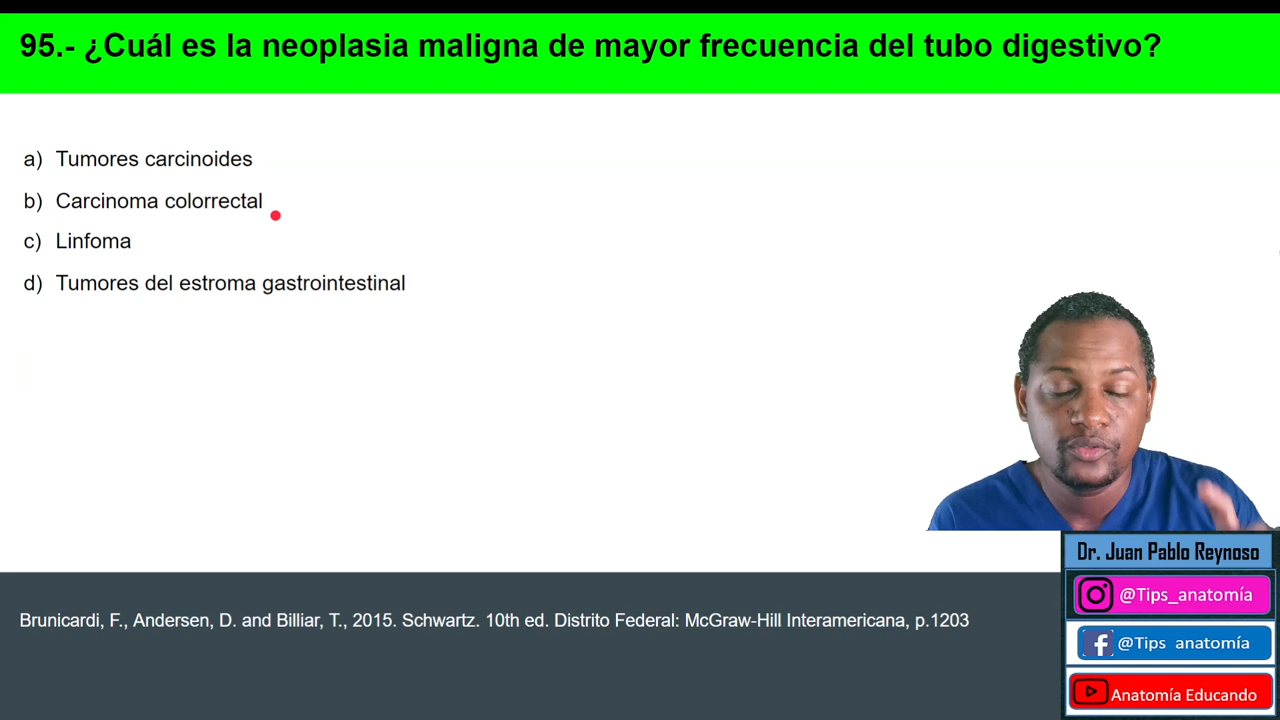 95.- ¿Cuál es la neoplasia maligna de mayor frecuencia del tubo digestivo?
a) Tumores carcinoides
b) Carcinoma colorrectal
c) Linfoma
d) Tumores del estroma gastrointestinal
Dr. Juan Pablo Reynoso
@Tips_anatomía
@Tips anatomía
Anatomía Educando
Brunicardi, F., Andersen, D. and Billiar, T., 2015. Schwartz. 10th ed. Distrito Federal: McGraw-Hill Interamericana, p.1203